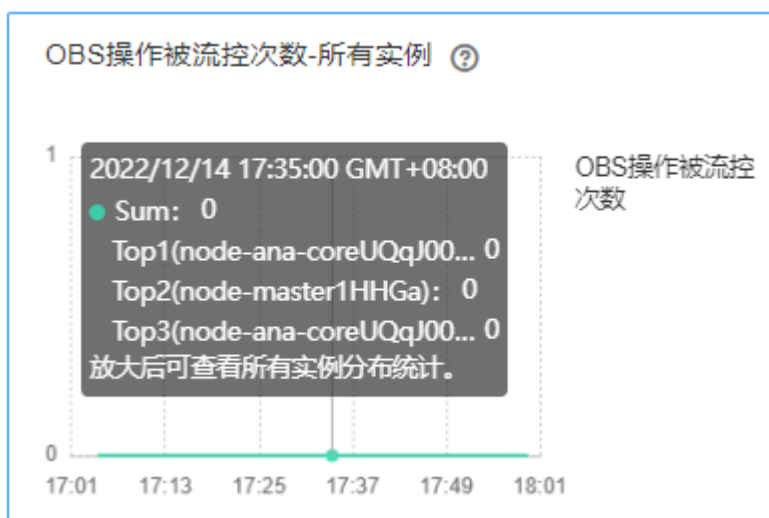 OBS操作被流控次数-所有实例 ?
1
2022/12/14 17:35:00 GMT+08:00
Sum： 0
Top1(node-ana-coreUQqJ00... 0
Top2(node-master1HHGa)： 0
Top3(node-ana-coreUQqJ00... 0
放大后可查看所有实例分布统计。
OBS操作被流控
次数
0
17:01 17:13 17:25 17:37 17:49 18:01